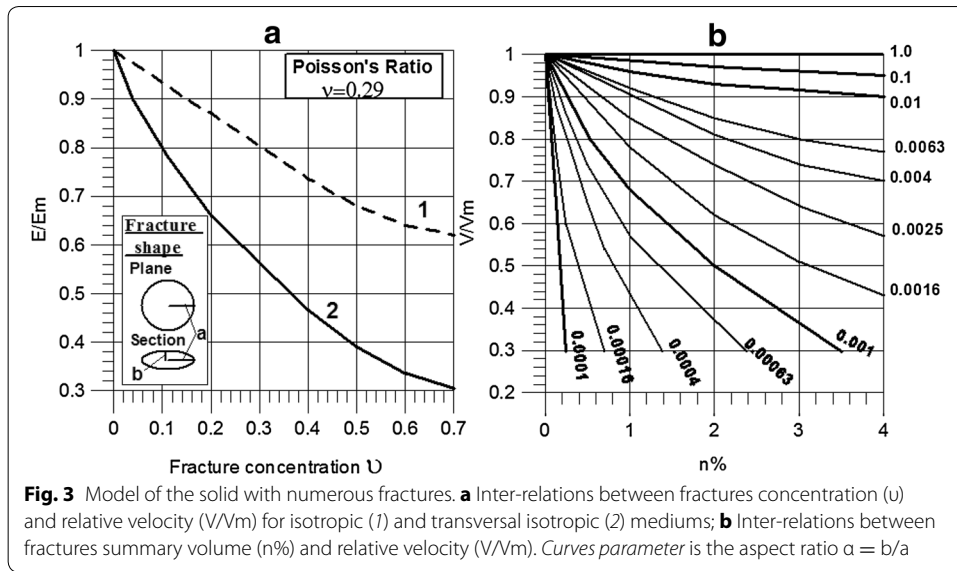 a
b
Poisson's Ratio
ν=0.29
E/Em
1
0.9
0.8
0.7
0.6
0.5
0.4
0.3
0 0.1 0.2 0.3 0.4 0.5 0.6 0.7
Fracture concentration υ
1
2
Fracture
shape
Plane
a
Section
b
V/Vm
1
0.9
0.8
0.7
0.6
0.5
0.4
0.3
0.2
0 1 2 3 4
n%
1.0
0.1
0.01
0.0063
0.004
0.0025
0.0016
0.001
0.00063
0.0004
0.00016
0.0001
Fig. 3 Model of the solid with numerous fractures. a Inter-relations between fractures concentration (υ)
and relative velocity (V/Vm) for isotropic (1) and transversal isotropic (2) mediums; b Inter-relations between
fractures summary volume (n%) and relative velocity (V/Vm). Curves parameter is the aspect ratio α = b/a